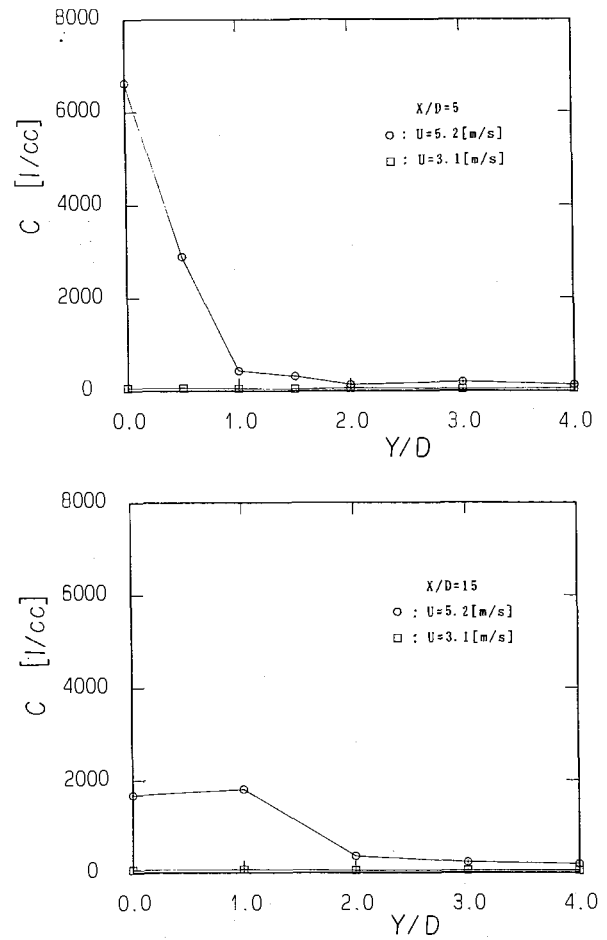 8000
6000
4000
2000
0
C [1/cc]
X/D=5
○ : U=5.2[m/s]
□ : U=3.1[m/s]
0.0 1.0 2.0 3.0 4.0
Y/D
8000
6000
4000
2000
0
C [1/cc]
X/D=15
○ : U=5.2[m/s]
□ : U=3.1[m/s]
0.0 1.0 2.0 3.0 4.0
Y/D